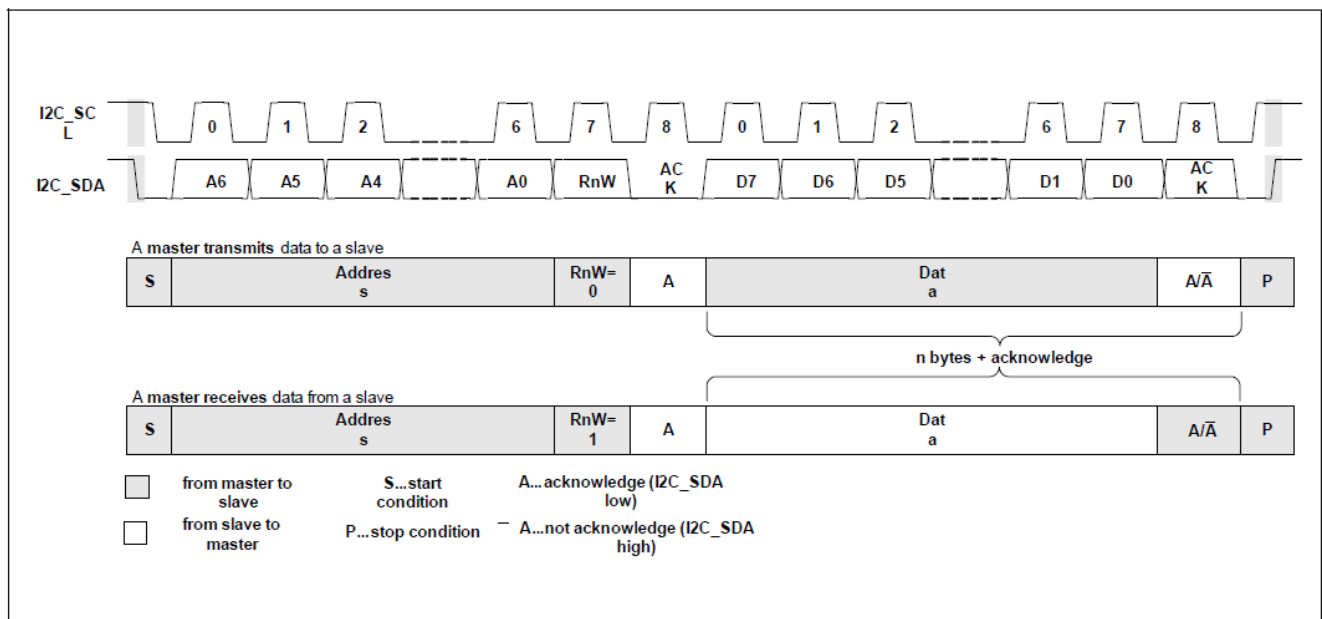 I2C_SC
L
0 1 2 6 7 8 0 1 2 6 7 8
I2C_SDA
A6 A5 A4 A0 RnW AC
K
D7 D6 D5 D1 D0 AC
K
A master transmits data to a slave
S Addres
s
RnW=
0
A Dat
a
A/A̅ P
n bytes + acknowledge
A master receives data from a slave
S Addres
s
RnW=
1
A Dat
a
A/A̅ P
from master to
slave
S...start
condition
A...acknowledge (I2C_SDA
low)
from slave to
master
P...stop condition
¯ A...not acknowledge (I2C_SDA
high)